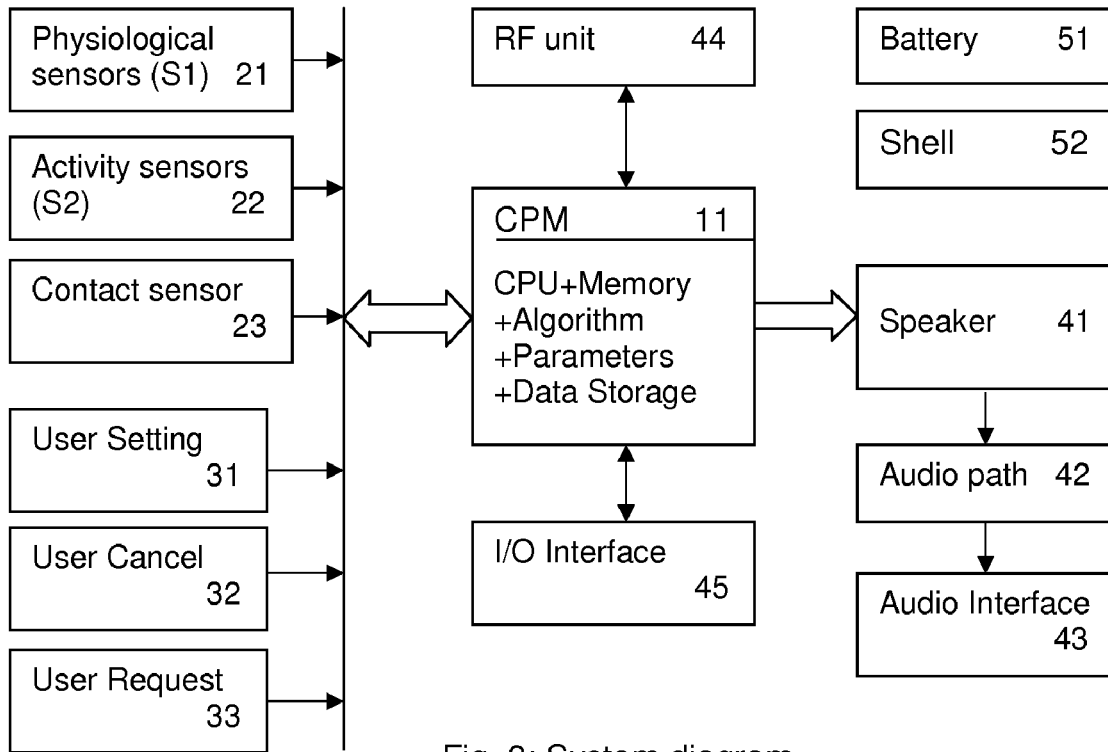 Physiological
sensors (S1) 21
Activity sensors
(S2) 22
Contact sensor
23
User Setting
31
User Cancel
32
User Request
33
RF unit 44
CPM 11
CPU+Memory
+Algorithm
+Parameters
+Data Storage
I/O Interface
45
Battery 51
Shell 52
Speaker 41
Audio path 42
Audio Interface
43
System diagram